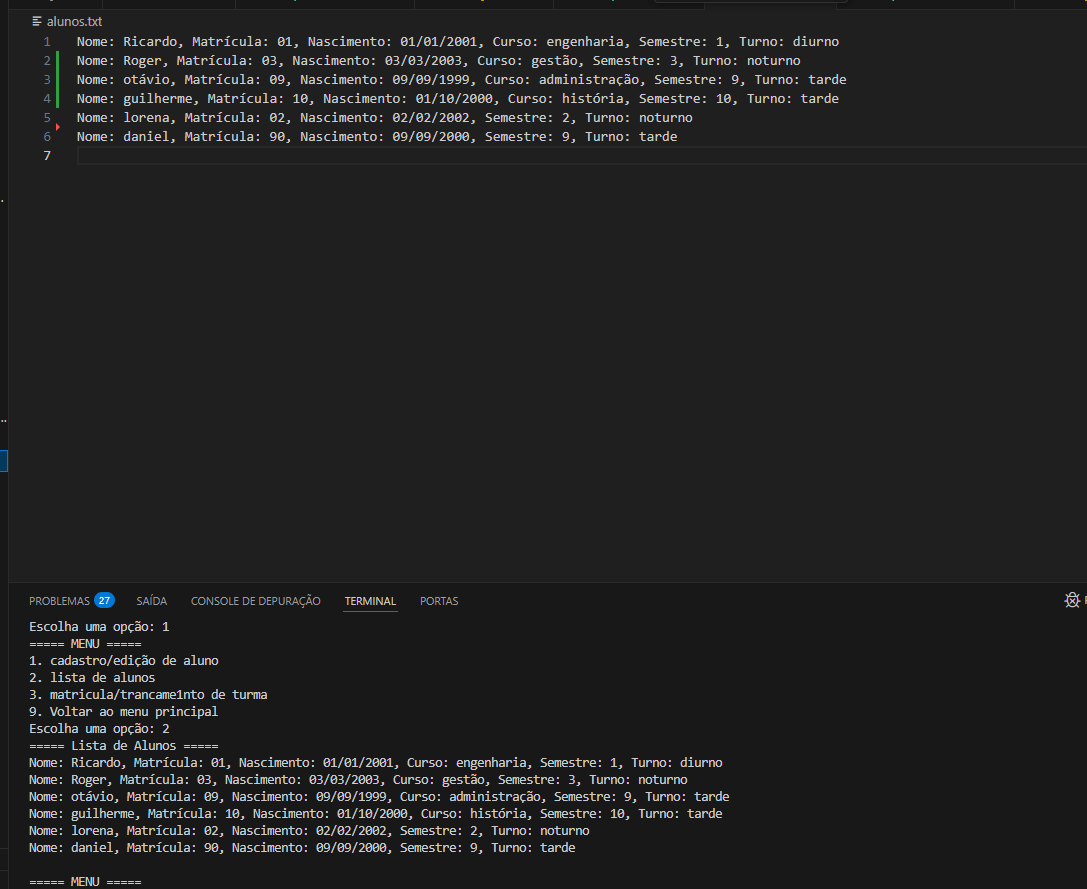 alunos.txt
1 Nome: Ricardo, Matrícula: 01, Nascimento: 01/01/2001, Curso: engenharia, Semestre: 1, Turno: diurno
2 Nome: Roger, Matrícula: 03, Nascimento: 03/03/2003, Curso: gestão, Semestre: 3, Turno: noturno
3 Nome: otávio, Matrícula: 09, Nascimento: 09/09/1999, Curso: administração, Semestre: 9, Turno: tarde
4 Nome: guilherme, Matrícula: 10, Nascimento: 01/10/2000, Curso: história, Semestre: 10, Turno: tarde
5 Nome: lorena, Matrícula: 02, Nascimento: 02/02/2002, Semestre: 2, Turno: noturno
6 Nome: daniel, Matrícula: 90, Nascimento: 09/09/2000, Semestre: 9, Turno: tarde
7
PROBLEMAS 27 SAÍDA CONSOLE DE DEPURAÇÃO TERMINAL PORTAS
Escolha uma opção: 1
===== MENU =====
1. cadastro/edição de aluno
2. lista de alunos
3. matricula/trancame1nto de turma
9. Voltar ao menu principal
Escolha uma opção: 2
===== Lista de Alunos =====
Nome: Ricardo, Matrícula: 01, Nascimento: 01/01/2001, Curso: engenharia, Semestre: 1, Turno: diurno
Nome: Roger, Matrícula: 03, Nascimento: 03/03/2003, Curso: gestão, Semestre: 3, Turno: noturno
Nome: otávio, Matrícula: 09, Nascimento: 09/09/1999, Curso: administração, Semestre: 9, Turno: tarde
Nome: guilherme, Matrícula: 10, Nascimento: 01/10/2000, Curso: história, Semestre: 10, Turno: tarde
Nome: lorena, Matrícula: 02, Nascimento: 02/02/2002, Semestre: 2, Turno: noturno
Nome: daniel, Matrícula: 90, Nascimento: 09/09/2000, Semestre: 9, Turno: tarde
===== MENU =====